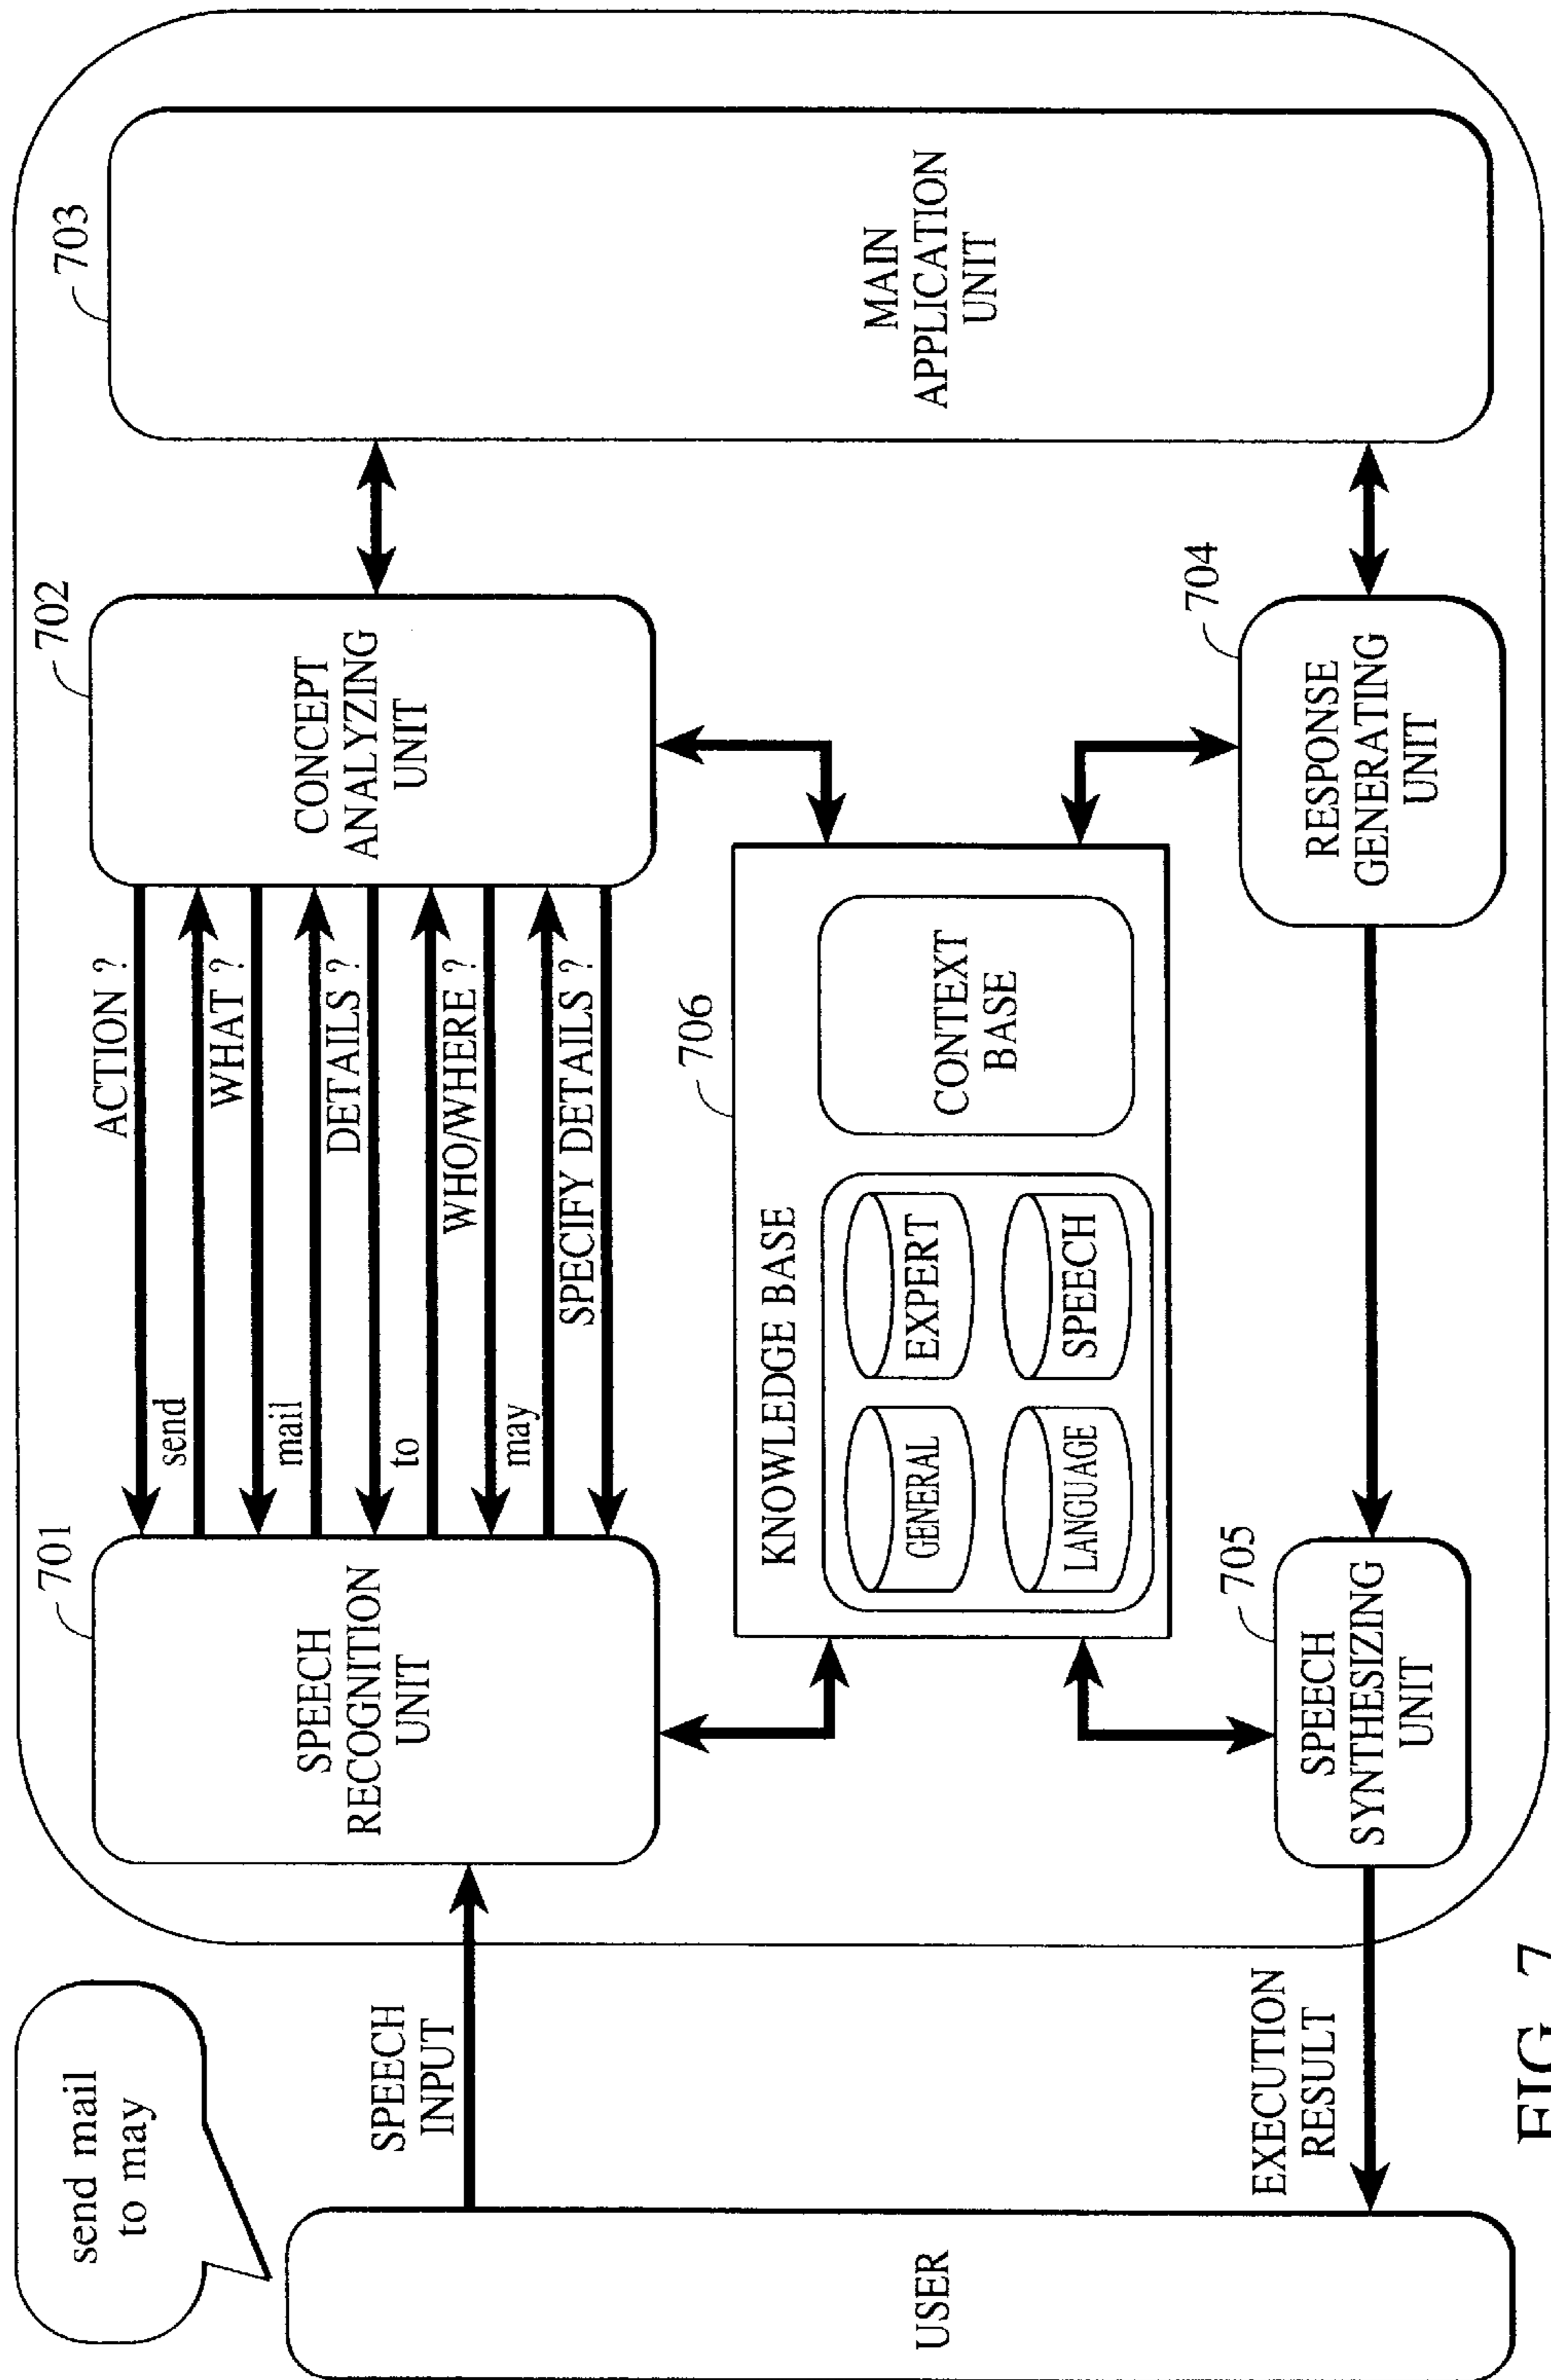 send mail
to may
USER
SPEECH
INPUT
EXECUTION
RESULT
701
SPEECH
RECOGNITION
UNIT
ACTION ?
send
WHAT ?
mail
DETAILS ?
to
WHO/WHERE ?
may
SPECIFY DETAILS ?
702
CONCEPT
ANALYZING
UNIT
703
MAIN
APPLICATION
UNIT
706
KNOWLEDGE BASE
GENERAL
EXPERT
LANGUAGE
SPEECH
CONTEXT
BASE
705
SPEECH
SYNTHESIZING
UNIT
704
RESPONSE
GENERATING
UNIT
FIG. 7